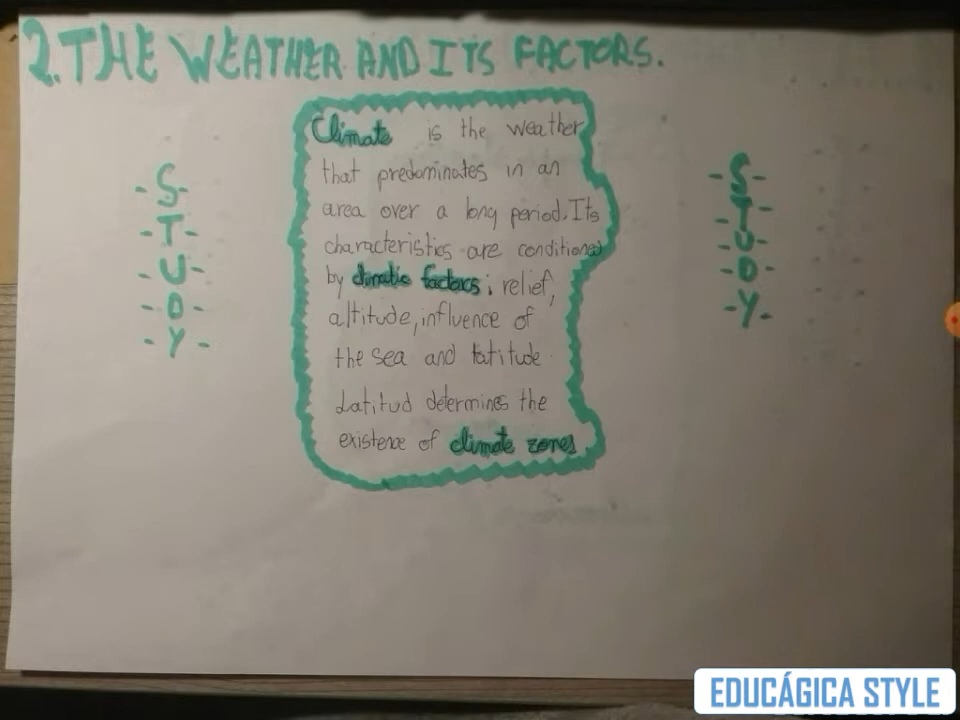 2. THE WEATHER AND ITS FACTORS.
Climate is the weather
that predominates in an
area over a long period. Its
characteristics are conditioned
by climatic factors: relief,
altitude, influence of
the sea and tatitude
Latitud determines the
existence of climate zones
-S-
-T-
-U-
-D-
-Y-
-S-
-T-
-U-
-D-
-Y-
EDUCÁGICA STYLE